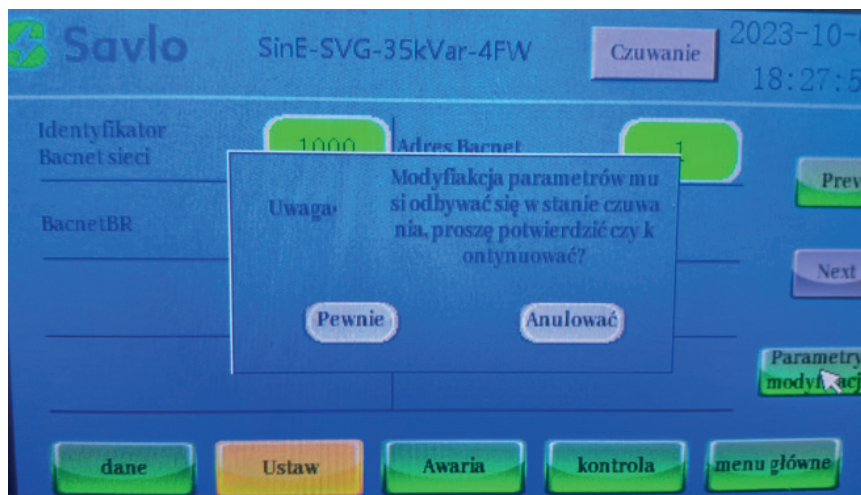 Savlo
SinE-SVG-35kVar-4FW
Czuwanie
2023-10-
18:27:5
Identyfikator
Bacnet sieci
1000
Adres Bacnet
1
Prev
Uwaga:
Modyfiakcja parametrów mu
si odbywać się w stanie czuwa
nia, proszę potwierdzić czy k
ontynuować?
BacnetBR
Next
Pewnie
Anulować
Parametry
dane
Ustaw
Awaria
kontrola
menu główne